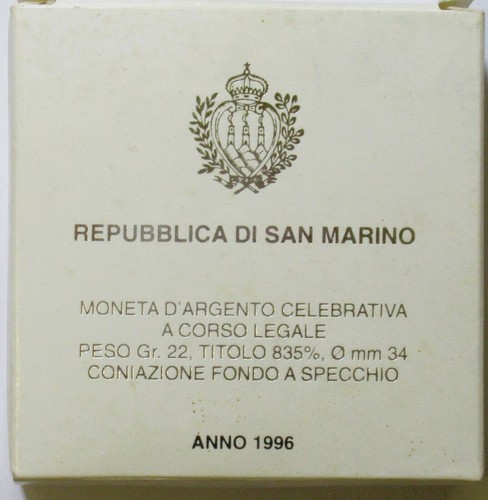 REPUBBLICA DI SAN MARINO
MONETA D'ARGENTO CELEBRATIVA
A CORSO LEGALE
PESO Gr. 22, TITOLO 835%, Ø mm 34
CONIAZIONE FONDO A SPECCHIO
ANNO 1996